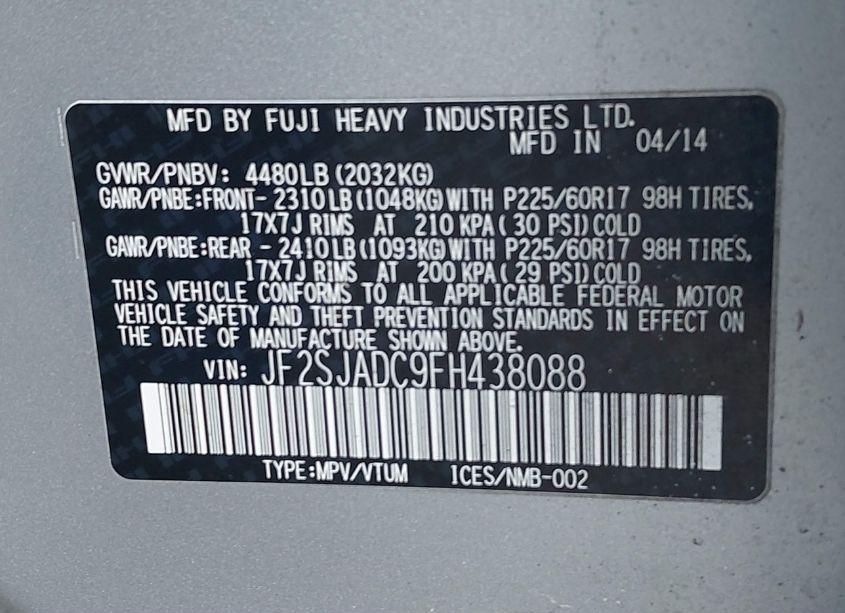 MFD BY FUJI HEAVY INDUSTRIES LTD.
MFD IN 04/14
GVWR/PNBV: 4480LB(2032KG)
GAWR/PNBE:FRONT-2310LB(1048KG)WITH P225/60R17 98H TIRES,
17X7J RIMS AT 210 KPA(30 PSI)COLD
GAWR/PNBE:REAR -2410LB(1093KG)WITH P225/60R17 98H TIRES,
17X7J RIMS AT 200 KPA(29 PSI)COLD
THIS VEHICLE CONFORMS TO ALL APPLICABLE FEDERAL MOTOR
VEHICLE SAFETY AND THEFT PREVENTION STANDARDS IN EFFECT ON
THE DATE OF MANUFACTURE SHOWN ABOVE.
VIN: JF2SJADC9FH438088
TYPE:MPV/VTUM ICES/NMB-002